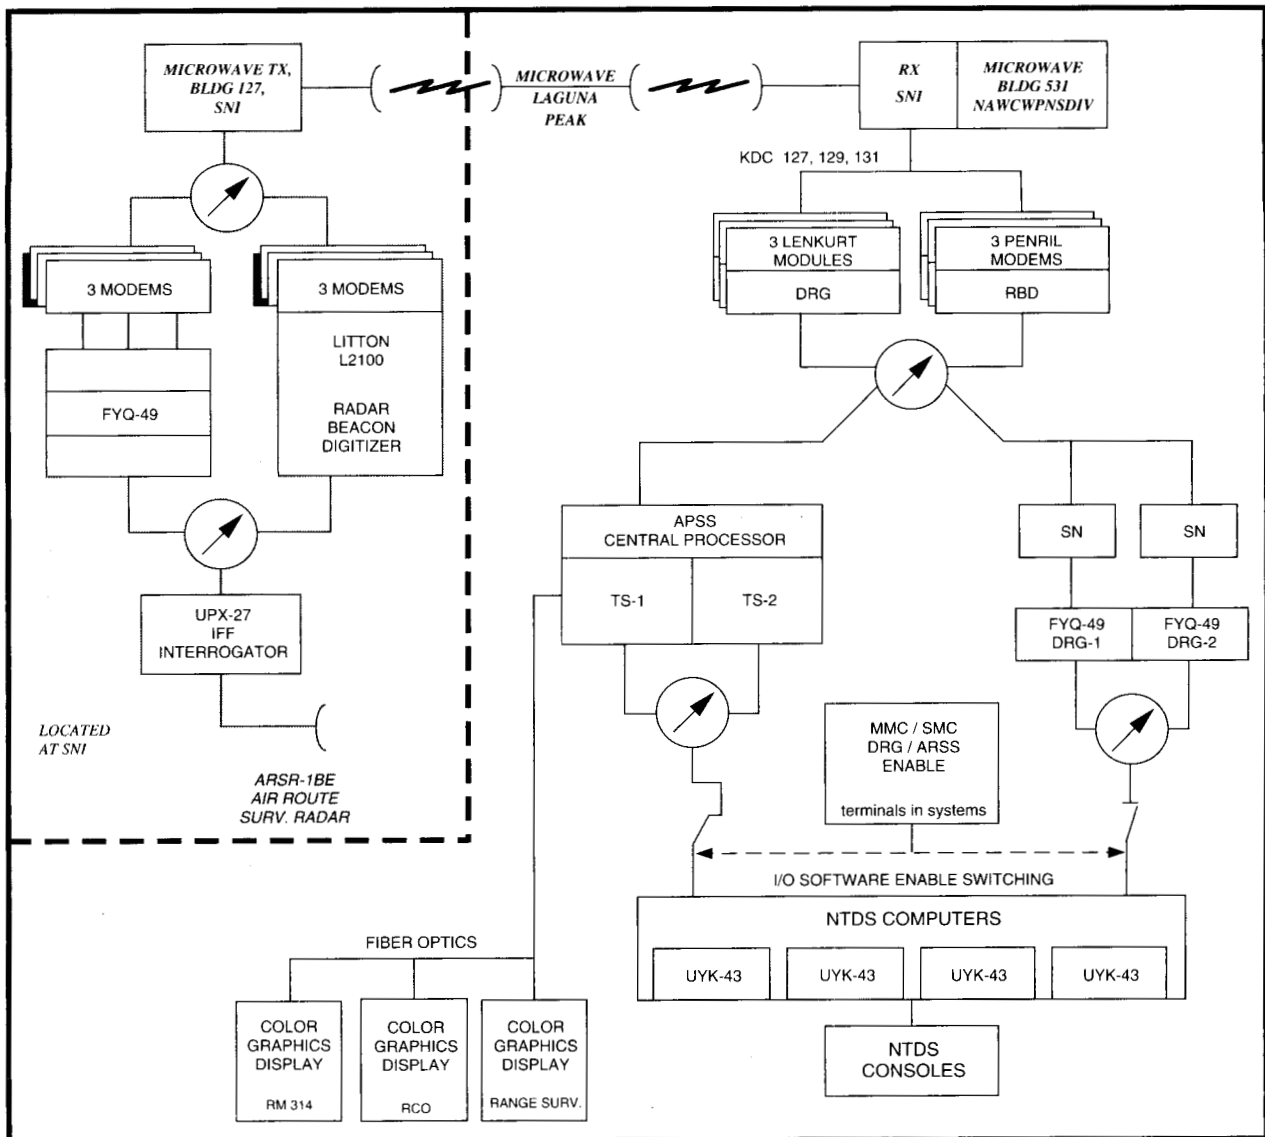 MICROWAVE TX,
BLDG 127,
SNI
MICROWAVE
LAGUNA
PEAK
RX
SNI
MICROWAVE
BLDG 531
NAWCWPNSDIV
KDC 127, 129, 131
3 MODEMS
3 MODEMS
LITTON
L2100
RADAR
BEACON
DIGITIZER
FYQ-49
3 LENKURT
MODULES
DRG
3 PENRIL
MODEMS
RBD
UPX-27
IFF
INTERROGATOR
LOCATED
AT SNI
ARSR-1BE
AIR ROUTE
SURV. RADAR
APSS
CENTRAL PROCESSOR
TS-1
TS-2
SN
SN
FYQ-49
DRG-1
FYQ-49
DRG-2
MMC / SMC
DRG / ARSS
ENABLE
terminals in systems
I/O SOFTWARE ENABLE SWITCHING
NTDS COMPUTERS
UYK-43
UYK-43
UYK-43
UYK-43
NTDS
CONSOLES
FIBER OPTICS
COLOR
GRAPHICS
DISPLAY
RM 314
COLOR
GRAPHICS
DISPLAY
RCO
COLOR
GRAPHICS
DISPLAY
RANGE SURV.